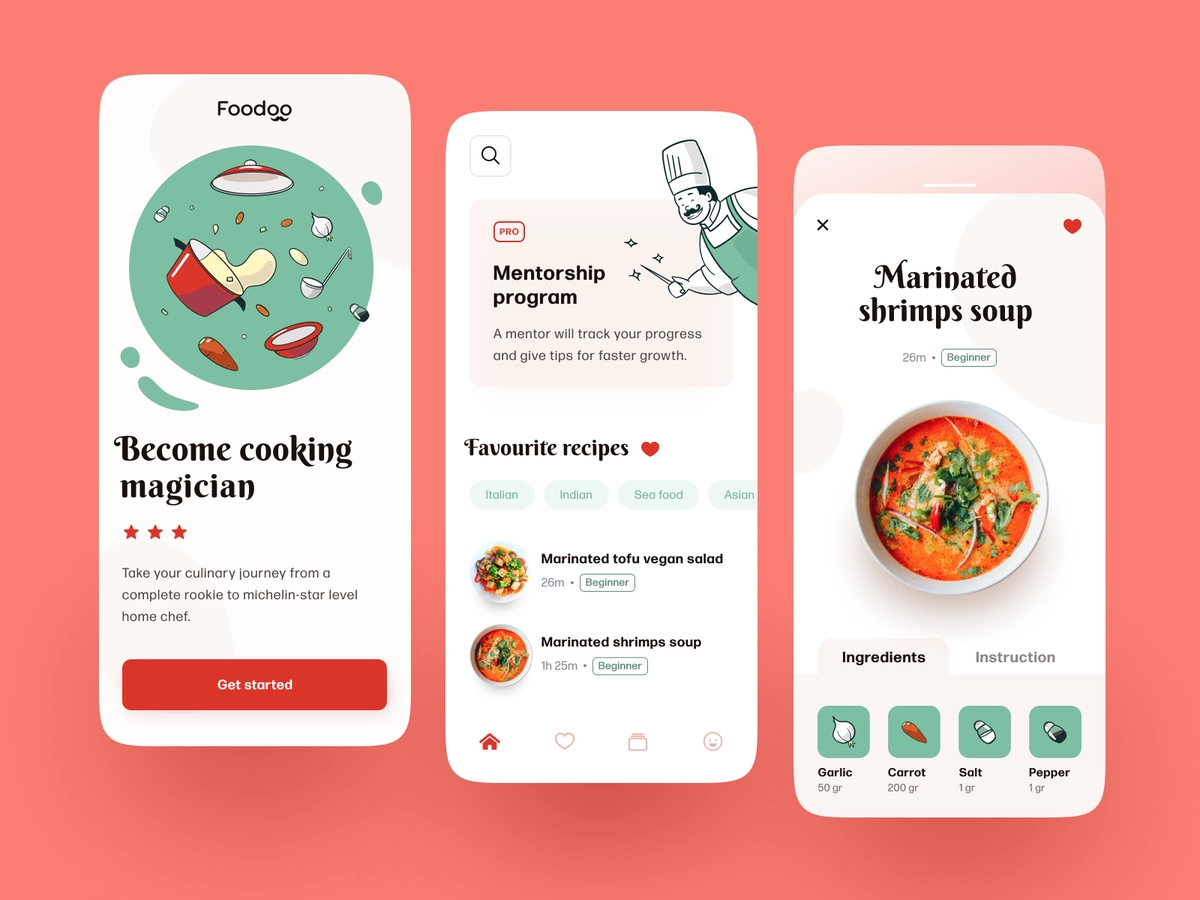 Foodoo
Become cooking
magician
Take your culinary journey from a
complete rookie to michelin-star level
home chef.
Get started
PRO
Mentorship
program
A mentor will track your progress
and give tips for faster growth.
Favourite recipes
Italian
Indian
Sea food
Asian
Marinated tofu vegan salad
26m • Beginner
Marinated shrimps soup
1h 25m • Beginner
Marinated
shrimps soup
26m • Beginner
Ingredients
Instruction
Garlic
50 gr
Carrot
200 gr
Salt
1 gr
Pepper
1 gr